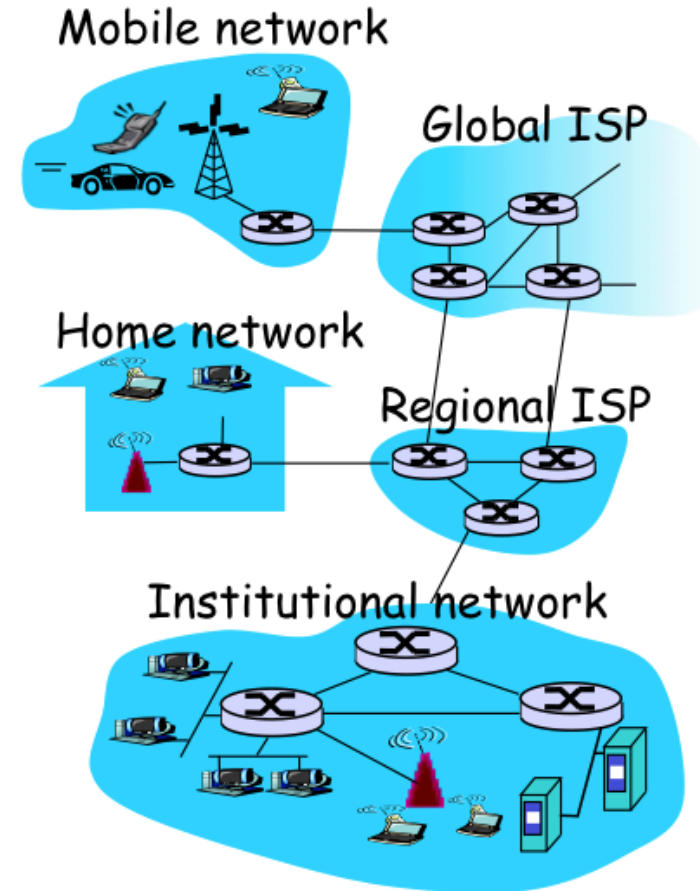 Mobile network
Global ISP
Home network
Regional ISP
Institutional network